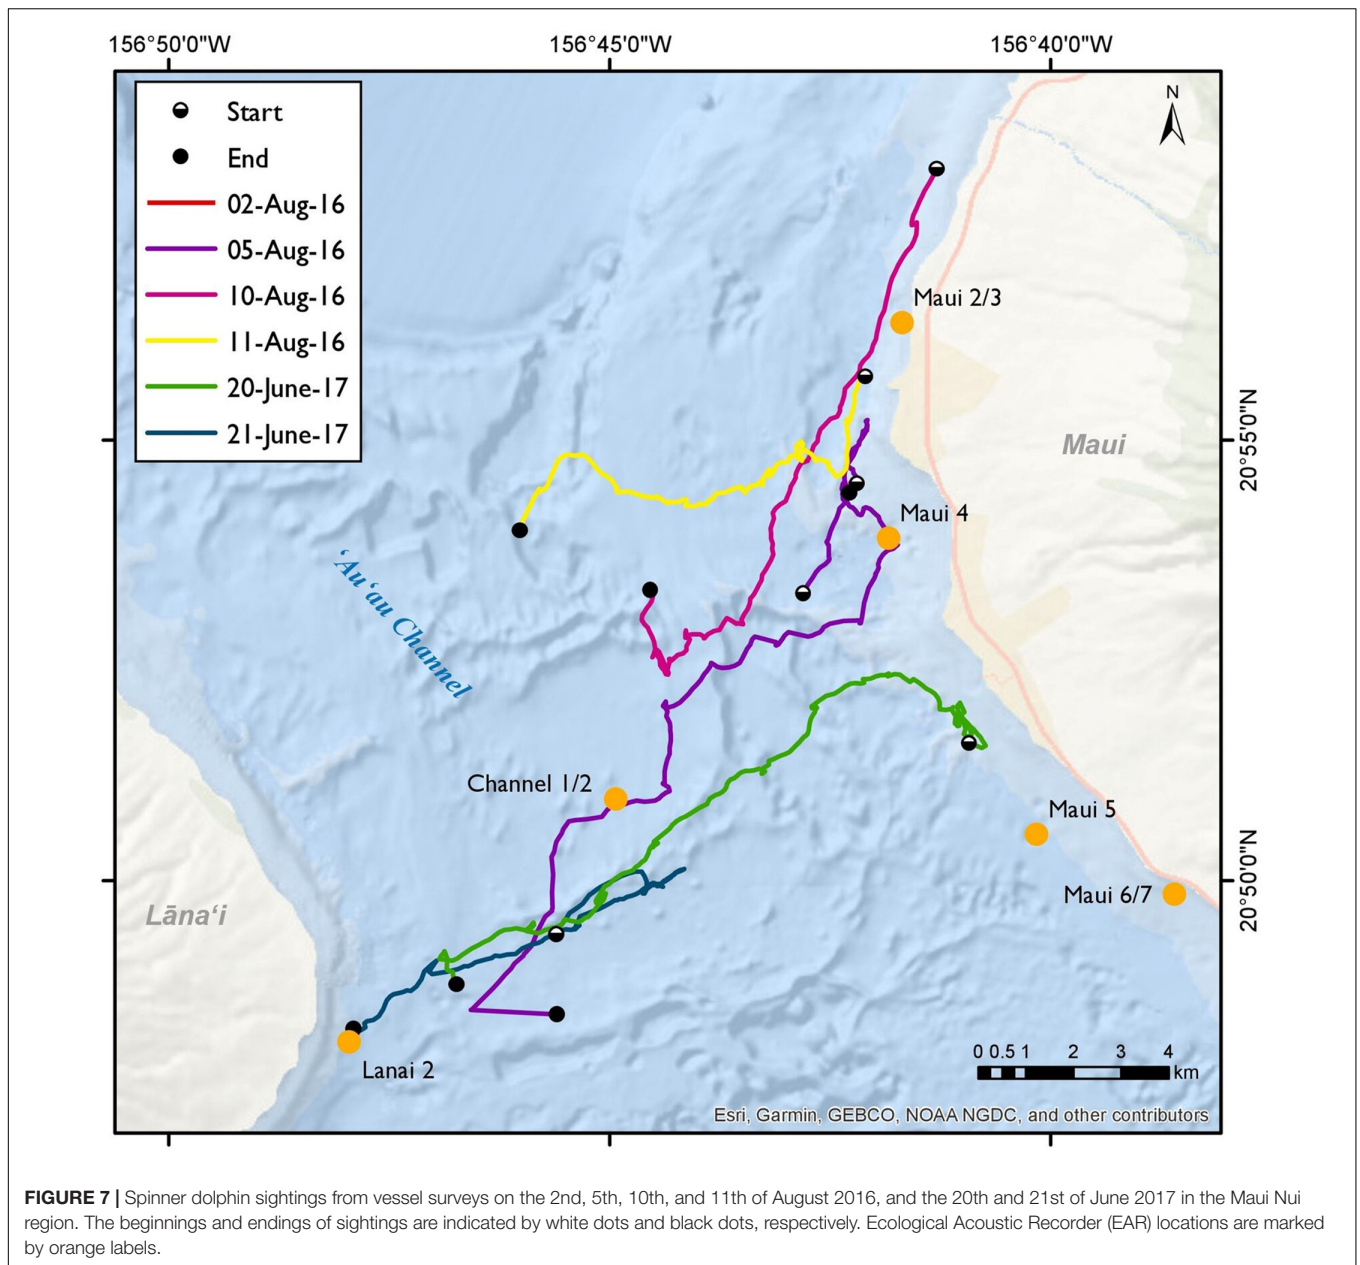 156°50'0"W 156°45'0"W 156°40'0"W
Start
End
02-Aug-16
05-Aug-16
10-Aug-16
11-Aug-16
20-June-17
21-June-17
N
Maui 2/3
20°55'0"N
Maui
Maui 4
ʻAuʻau Channel
Channel 1/2
Maui 5
Maui 6/7
20°50'0"N
Lānaʻi
Lanai 2
0 0.5 1 2 3 4
km
Esri, Garmin, GEBCO, NOAA NGDC, and other contributors
FIGURE 7 | Spinner dolphin sightings from vessel surveys on the 2nd, 5th, 10th, and 11th of August 2016, and the 20th and 21st of June 2017 in the Maui Nui
region. The beginnings and endings of sightings are indicated by white dots and black dots, respectively. Ecological Acoustic Recorder (EAR) locations are marked
by orange labels.